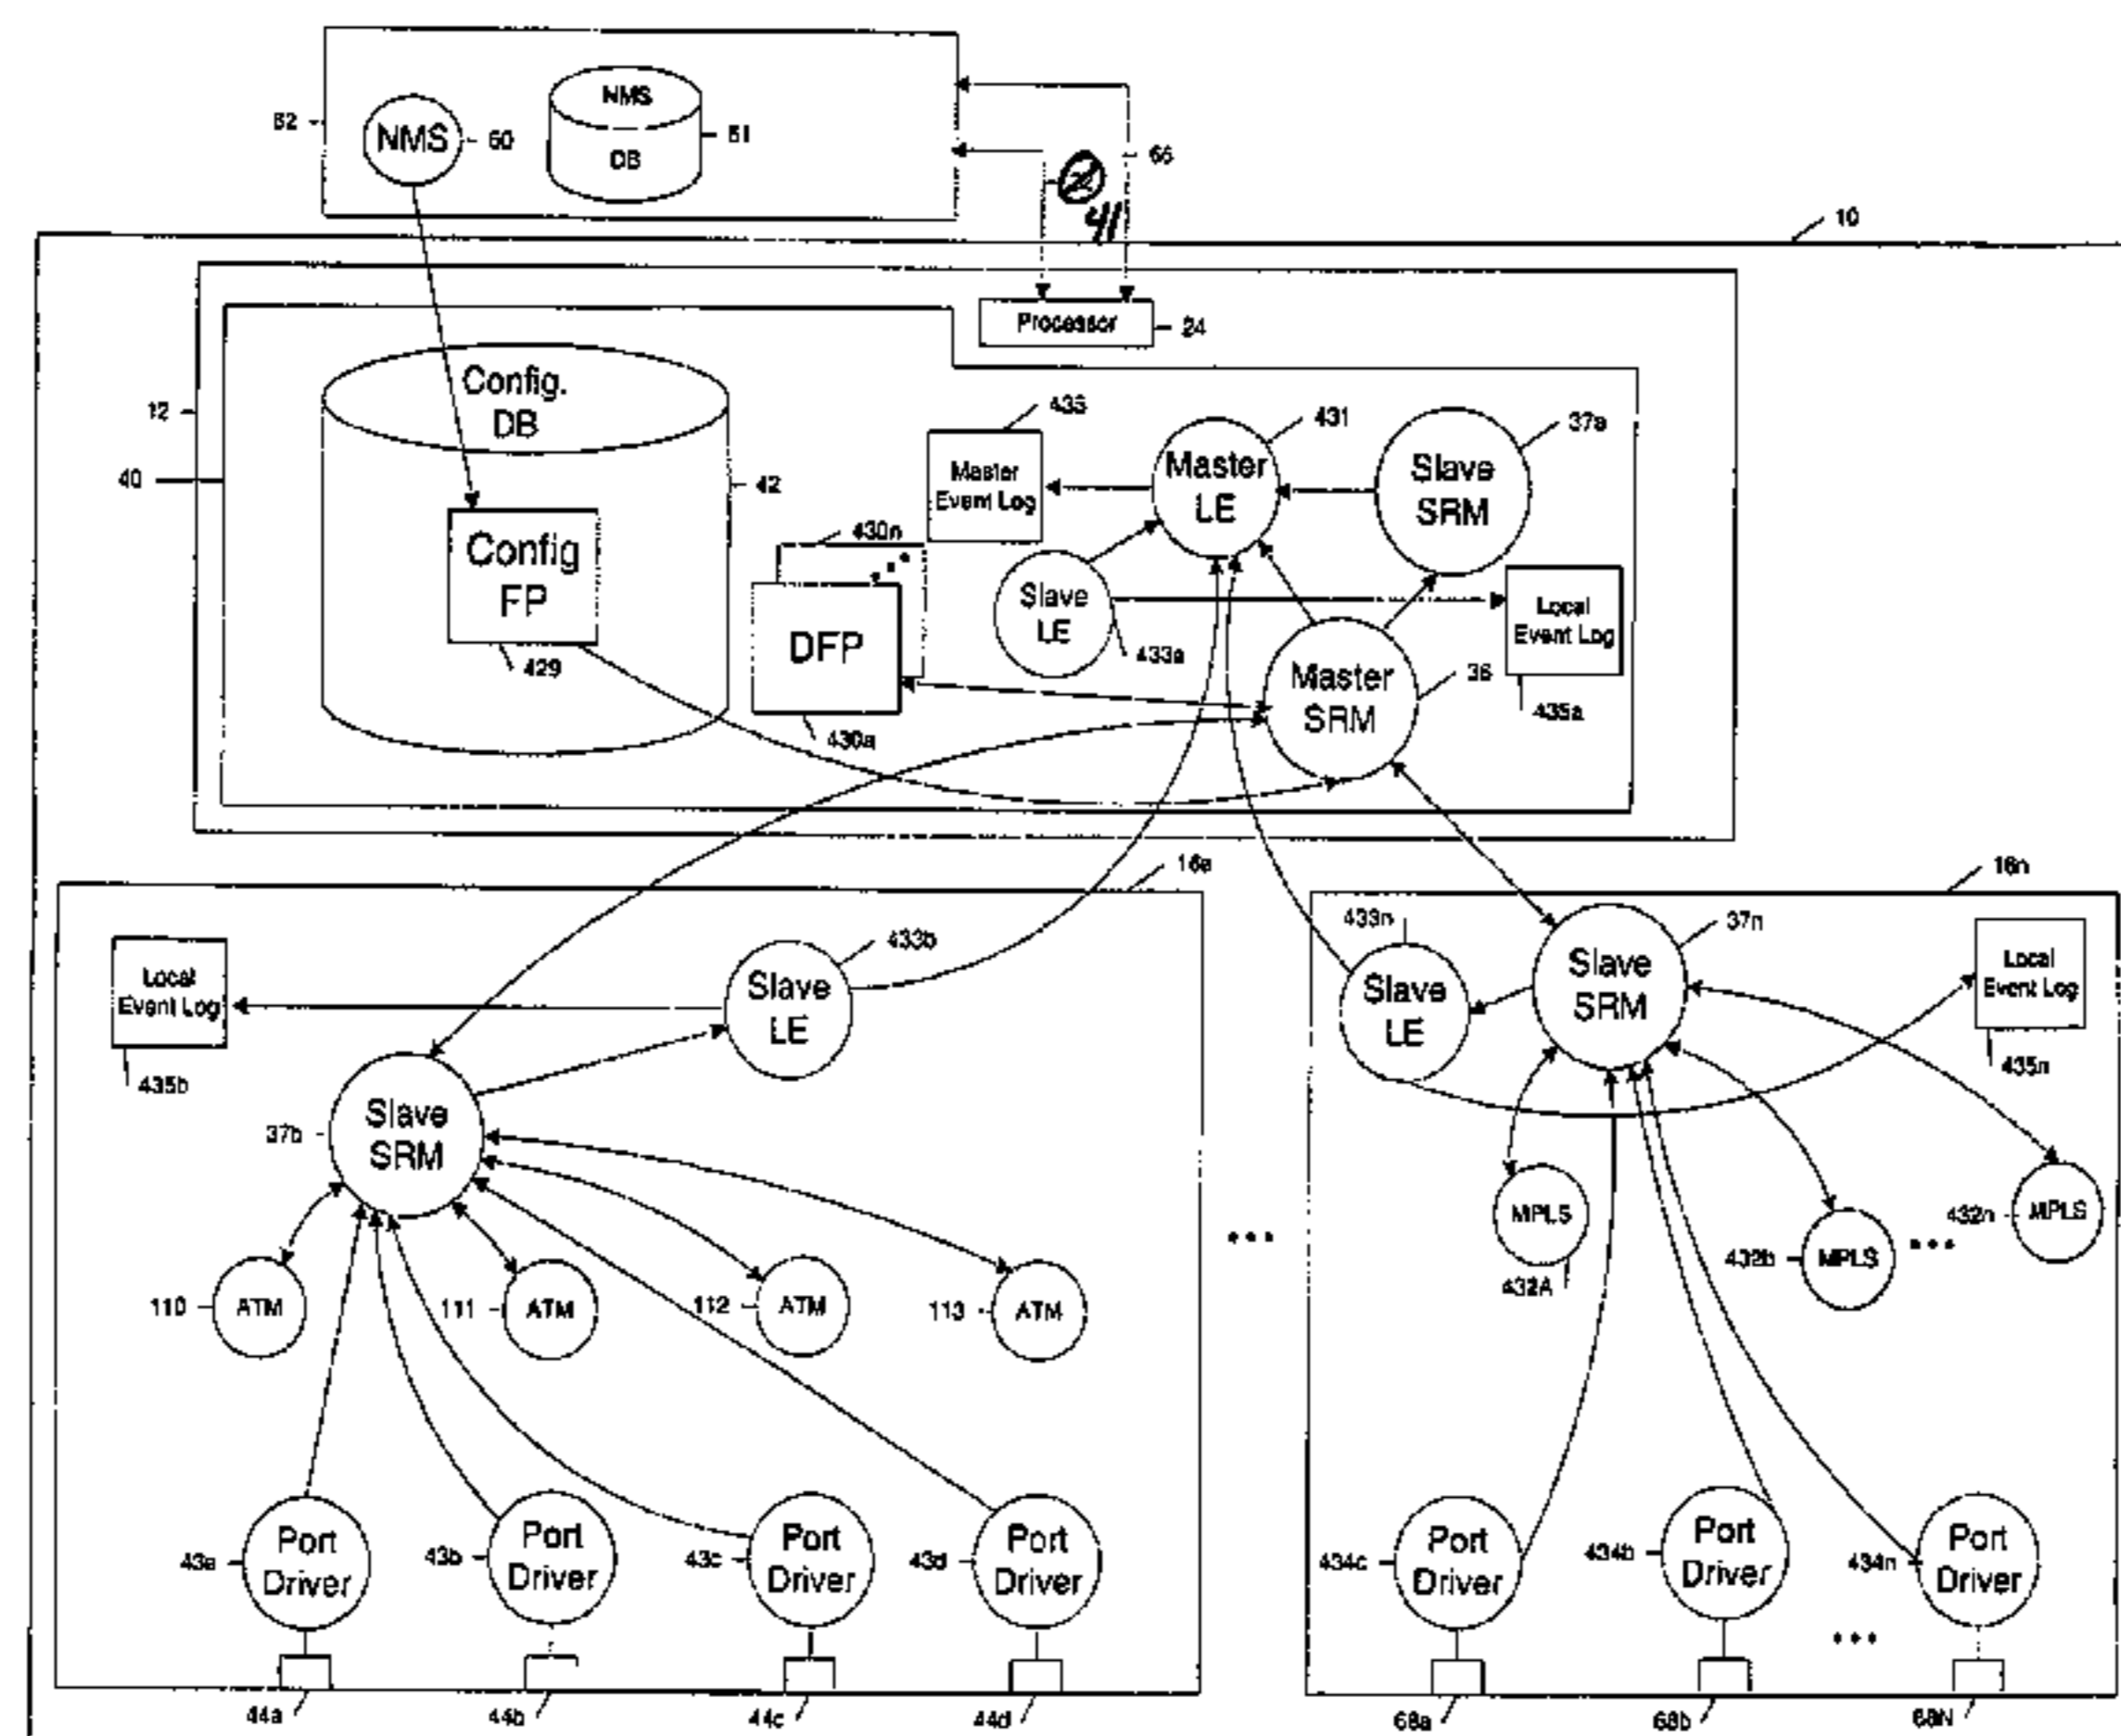 NMS
DB
62
NMS
60
61
66
41
10
Processor
24
Config.
DB
12
40
42
Config
FP
429
Master
Event Log
431
Master
LE
37a
Slave
SRM
430n
DFP
430a
Slave
LE
433a
Local
Event Log
435a
Master
SRM
36
16a
16n
Local
Event Log
435b
433b
Slave
LE
433n
Slave
LE
37n
Slave
SRM
Local
Event Log
435n
37b
Slave
SRM
MPLS
432A
432b
MPLS
...
432n
MPLS
...
110
ATM
111
ATM
112
ATM
113
ATM
43a
Port
Driver
43b
Port
Driver
43c
Port
Driver
43d
Port
Driver
434c
Port
Driver
434b
Port
Driver
434n
Port
Driver
...
44a
44b
44c
44d
68a
68b
68N